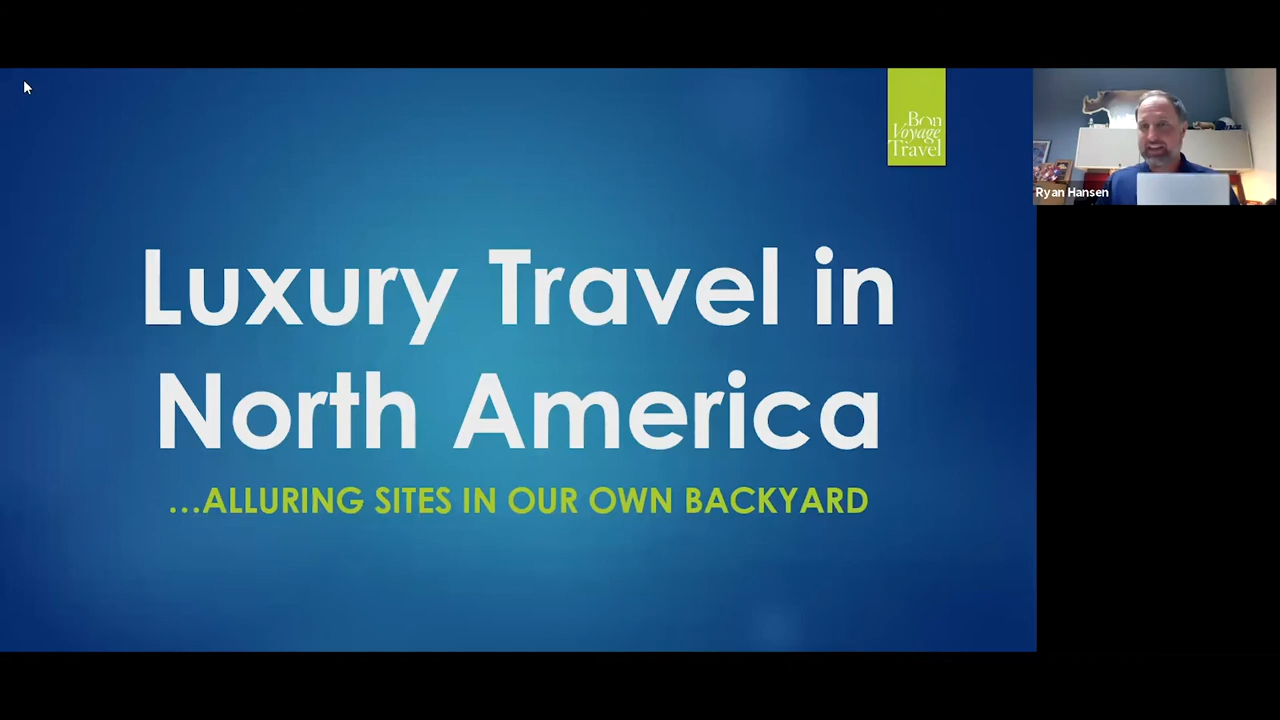 Bon
Voyage
Travel
Ryan Hansen
Luxury Travel in
North America
...ALLURING SITES IN OUR OWN BACKYARD